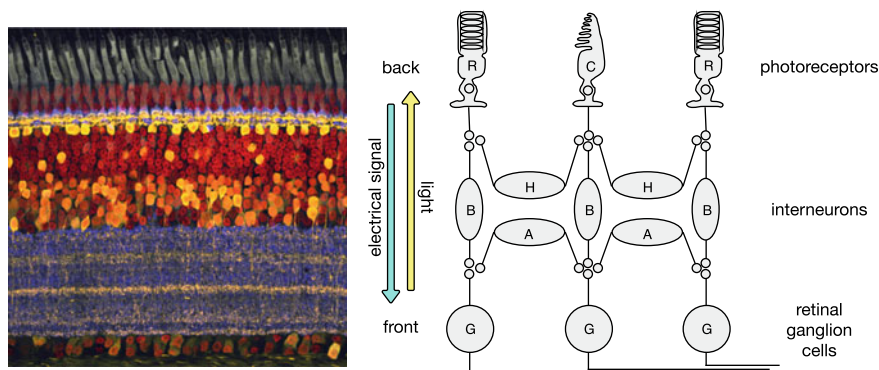 back
electrical signal
light
front
R
C
R
photoreceptors
H
H
B
B
B
interneurons
A
A
G
G
G
retinal
ganglion
cells